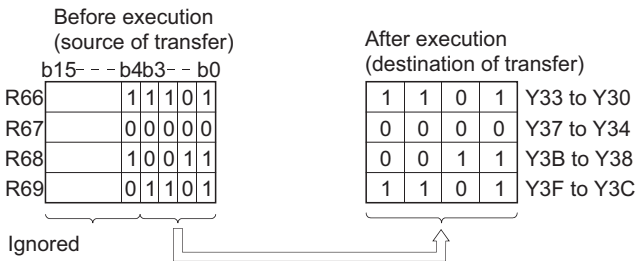 Before execution
(source of transfer)
b15- - - b4b3- - b0
R66 1 1 1 0 1
R67 0 0 0 0 0
R68 1 0 0 1 1
R69 0 1 1 0 1
Ignored
After execution
(destination of transfer)
1 1 0 1 Y33 to Y30
0 0 0 0 Y37 to Y34
0 0 1 1 Y3B to Y38
1 1 0 1 Y3F to Y3C